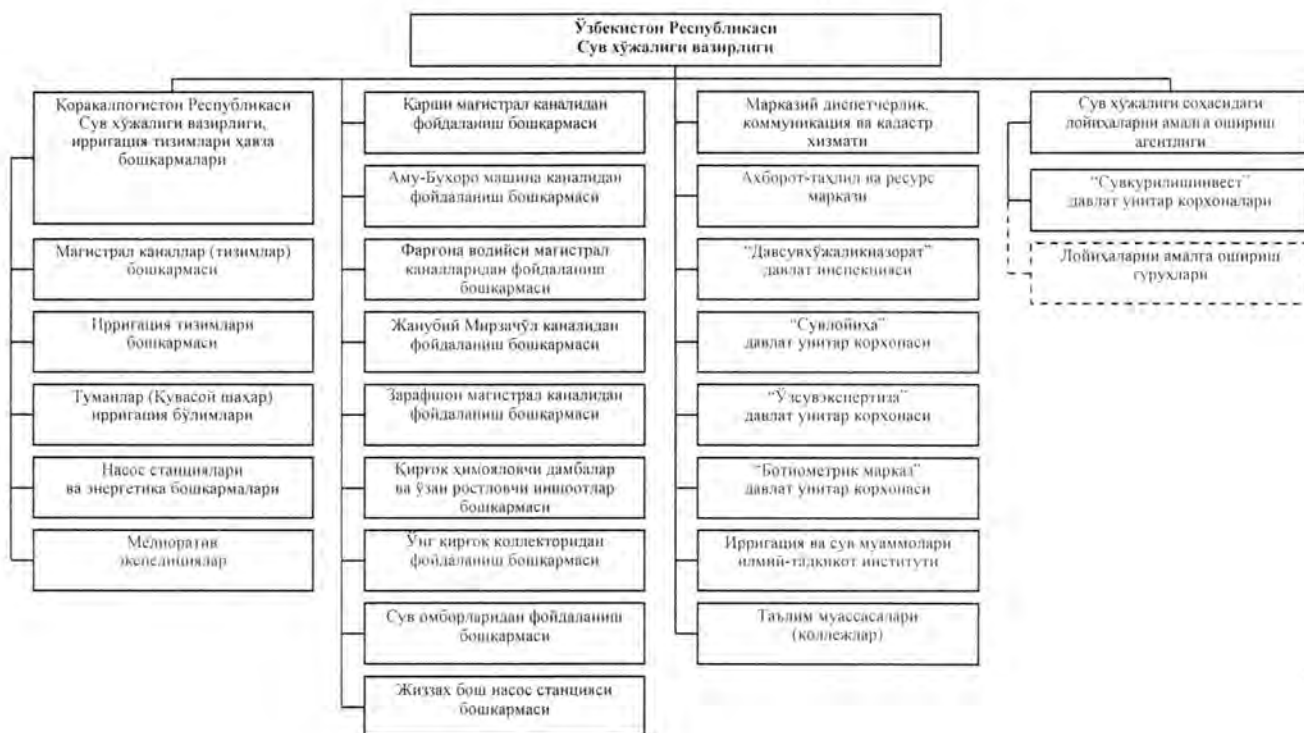 Ўзбекистон Республикаси
Сув хўжалиги вазирлиги
Қорақалпоғистон Республикаси
Сув хўжалиги вазирлиги,
ирригация тизимлари ҳавза
бошқармалари
Магистрал каналлар (тизимлар)
бошқармаси
Ирригация тизимлари
бошқармаси
Туманлар (Қувасой шаҳар)
ирригация бўлимлари
Насос станциялари
ва энергетика бошқармалари
Мелиоратив
экспедициялар
Қарши магистрал каналидан
фойдаланиш бошқармаси
Аму-Бухоро машина каналидан
фойдаланиш бошқармаси
Фарғона водийси магистрал
каналларидан фойдаланиш
бошқармаси
Жанубий Мирзачўл каналидан
фойдаланиш бошқармаси
Зарафшон магистрал каналидан
фойдаланиш бошқармаси
Қирғоқ ҳимояловчи дамбалар
ва ўзан ростловчи иншоотлар
бошқармаси
Ўнг қирғоқ коллекторидан
фойдаланиш бошқармаси
Сув омборларидан фойдаланиш
бошқармаси
Жиззах бош насос станцияси
бошқармаси
Марказий диспетчерлик,
коммуникация ва кадастр
хизмати
Ахборот-таҳлил ва ресурс
маркази
"Давсувхўжаликназорат"
давлат инспекцияси
"Сувлойиҳа"
давлат унитар корхонаси
"Ўзсувэкспертиза"
давлат унитар корхонаси
"Ботиометрик марказ"
давлат унитар корхонаси
Ирригация ва сув муаммолари
илмий-тадқиқот институти
Таълим муассасалари
(коллежлар)
Сув хўжалиги соҳасидаги
лойиҳаларни амалга ошириш
агентлиги
"Сувқурилишинвест"
давлат унитар корхоналари
Лойиҳаларни амалга ошириш
гуруҳлари